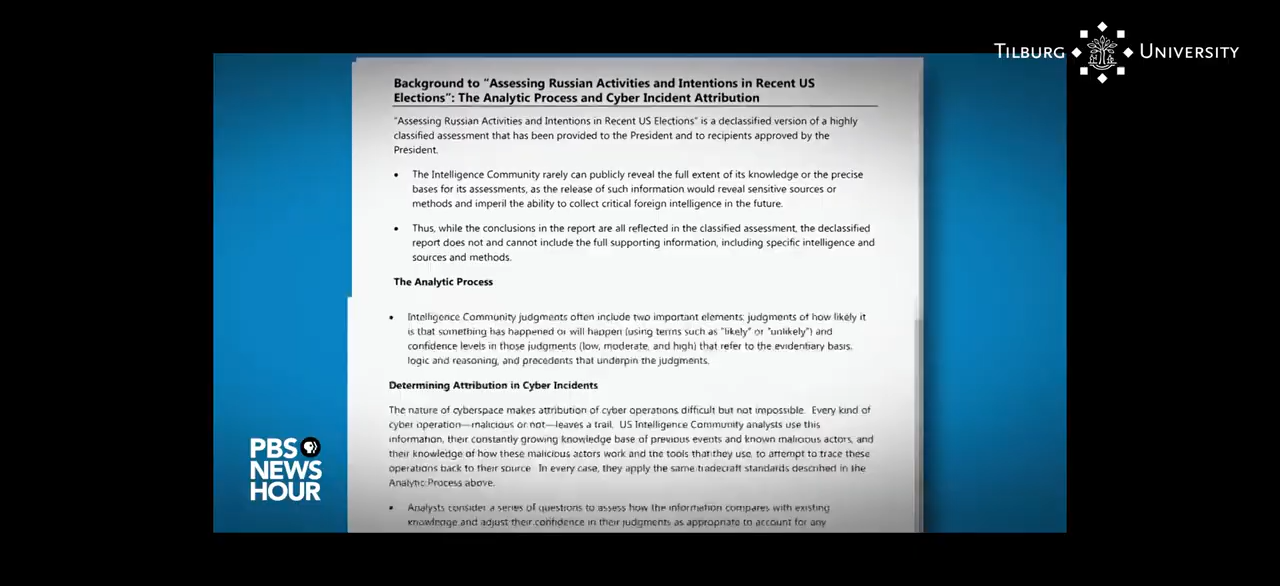 TILBURG UNIVERSITY
Background to "Assessing Russian Activities and Intentions in Recent US
Elections": The Analytic Process and Cyber Incident Attribution
"Assessing Russian Activities and Intentions in Recent US Elections" is a declassified version of a highly
classified assessment that has been provided to the President and to recipients approved by the
President.
• The Intelligence Community rarely can publicly reveal the full extent of its knowledge or the precise
bases for its assessments, as the release of such information would reveal sensitive sources or
methods and imperil the ability to collect critical foreign intelligence in the future.
• Thus, while the conclusions in the report are all reflected in the classified assessment, the declassified
report does not and cannot include the full supporting information, including specific intelligence and
sources and methods.
The Analytic Process
• Intelligence Community judgments often include two important elements: judgments of how likely it
is that something has happened or will happen (using terms such as "likely" or "unlikely") and
confidence levels in those judgments (low, moderate, and high) that refer to the evidentiary basis,
logic and reasoning, and precedents that underpin the judgments.
Determining Attribution in Cyber Incidents
The nature of cyberspace makes attribution of cyber operations difficult but not impossible. Every kind of
cyber operation—malicious or not—leaves a trail. US Intelligence Community analysts use this
information, their constantly growing knowledge base of previous events and known malicious actors, and
their knowledge of how these malicious actors work and the tools that they use, to attempt to trace these
operations back to their source. In every case, they apply the same tradecraft standards described in the
Analytic Process above.
• Analysts consider a series of questions to assess how the information compares with existing
knowledge and adjust their confidence in their judgments as appropriate to account for any
PBS
NEWS
HOUR